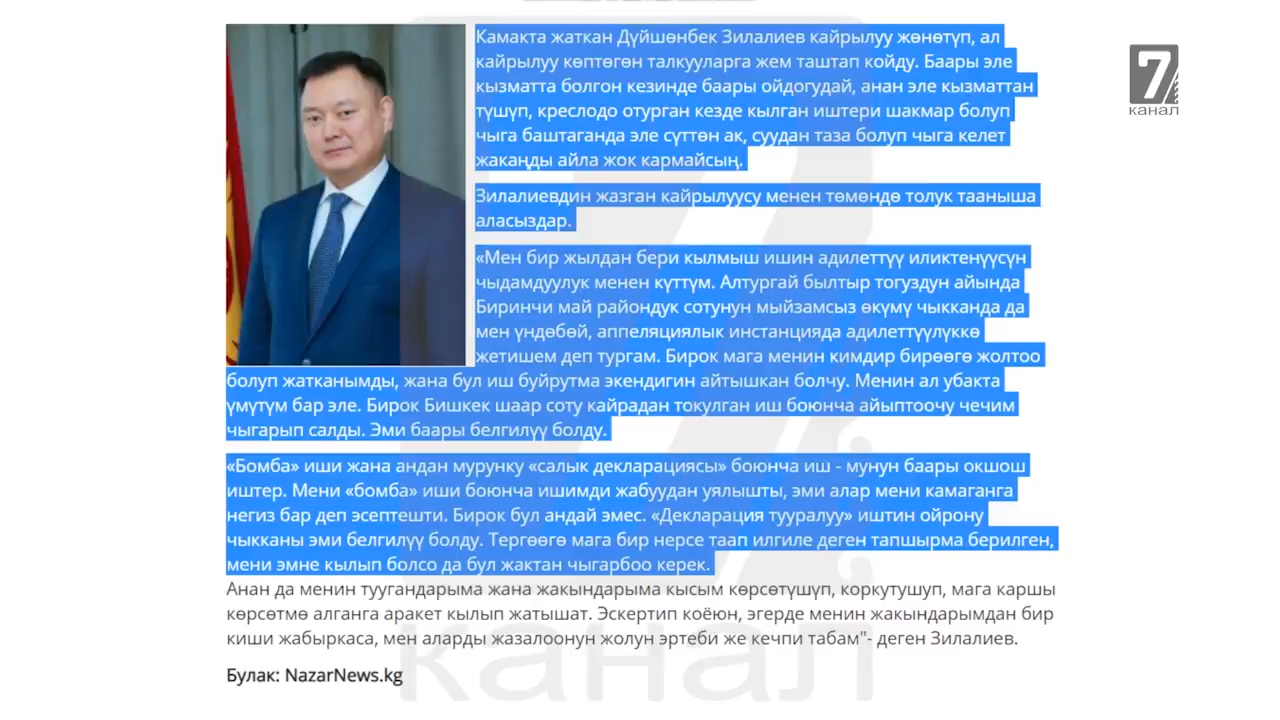 Камакта жаткан Дүйшөнбек Зилалиев кайрылуу жөнөтүп, ал
кайрылуу көптөгөн талкууларга жем таштап койду. Баары эле
кызматта болгон кезинде баары ойдогудай, анан эле кызматтан
түшүп, креслодо отурган кезде кылган иштери шакмар болуп
чыга баштаганда эле сүттөн ак, суудан таза болуп чыга келет
жакаңды айла жок кармайсың.
Зилалиевдин жазган кайрылуусу менен төмөндө толук тааныша
аласыздар.
«Мен бир жылдан бери кылмыш ишин адилеттүү иликтенүүсүн
чыдамдуулук менен күттүм. Алтургай былтыр тогуздун айында
Биринчи май райондук сотунун мыйзамсыз өкүмү чыкканда да
мен үндөбөй, аппеляциялык инстанцияда адилеттүүлүккө
жетишем деп тургам. Бирок мага менин кимдир бирөөгө жолтоо
болуп жатканымды, жана бул иш буйрутма экендигин айтышкан болчу. Менин ал убакта
үмүтүм бар эле. Бирок Бишкек шаар соту кайрадан токулган иш боюнча айыптоочу чечим
чыгарып салды. Эми баары белгилүү болду.
«Бомба» иши жана андан мурунку «салык декларациясы» боюнча иш - мунун баары окшош
иштер. Мени «бомба» иши боюнча ишимди жабуудан уялышты, эми алар мени камаганга
негиз бар деп эсептешти. Бирок бул андай эмес. «Декларация тууралуу» иштин ойрону
чыкканы эми белгилүү болду. Тергөөгө мага бир нерсе таап илгиле деген тапшырма берилген,
мени эмне кылып болсо да бул жактан чыгарбоо керек.
Анан да менин туугандарыма жана жакындарыма кысым көрсөтүшүп, коркутушуп, мага каршы
көрсөтмө алганга аракет кылып жатышат. Эскертип коёюн, эгерде менин жакындарымдан бир
киши жабыркаса, мен аларды жазалоонун жолун эртеби же кечпи табам"- деген Зилалиев.
Булак: NazarNews.kg
7
канал
канал